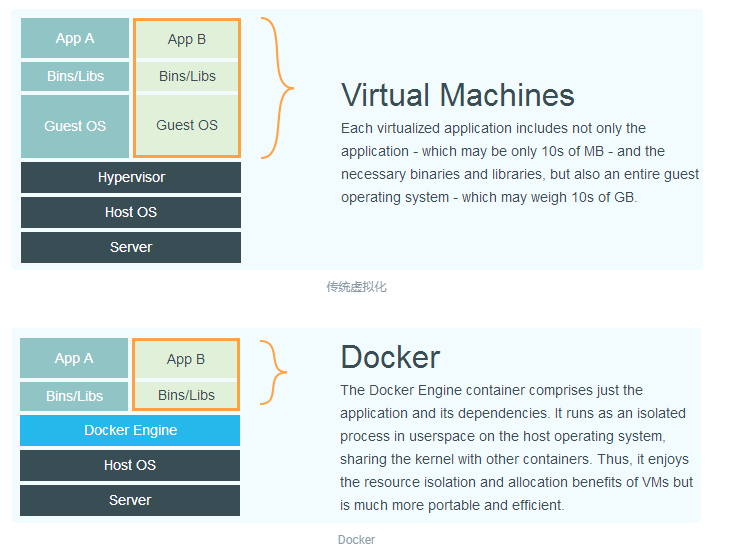 App A
App B
Bins/Libs
Bins/Libs
Guest OS
Guest OS
Hypervisor
Host OS
Server
Virtual Machines
Each virtualized application includes not only the
application - which may be only 10s of MB - and the
necessary binaries and libraries, but also an entire guest
operating system - which may weigh 10s of GB.
传统虚拟化
App A
App B
Bins/Libs
Bins/Libs
Docker Engine
Host OS
Server
Docker
The Docker Engine container comprises just the
application and its dependencies. It runs as an isolated
process in userspace on the host operating system,
sharing the kernel with other containers. Thus, it enjoys
the resource isolation and allocation benefits of VMs but
is much more portable and efficient.
Docker